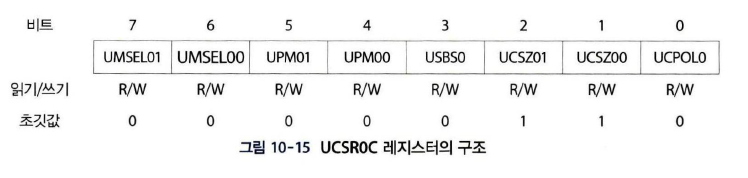 비트 7 6 5 4 3 2 1 0
UMSEL01 UMSEL00 UPM01 UPM00 USBS0 UCSZ01 UCSZ00 UCPOL0
읽기/쓰기 R/W R/W R/W R/W R/W R/W R/W R/W
초깃값 0 0 0 0 0 1 1 0
그림 10-15 UCSR0C 레지스터의 구조